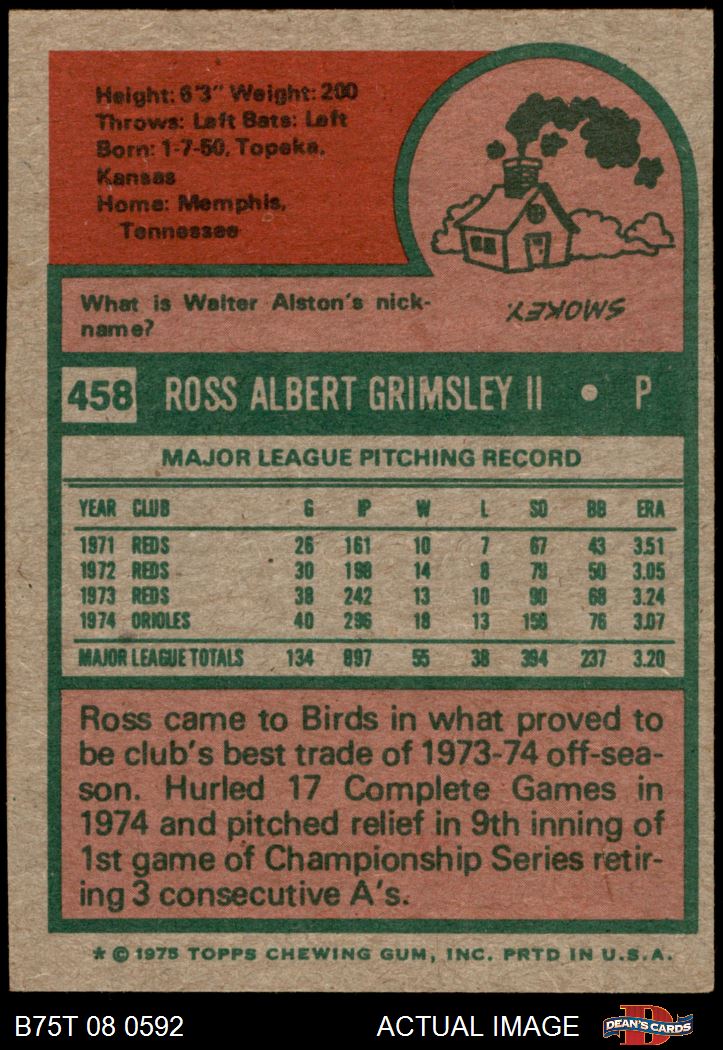 Height: 6'3" Weight: 200
Throws: Left Bats: Left
Born: 1-7-50, Topeka,
Kansas
Home: Memphis,
Tennessee
What is Walter Alston's nick-
name?
SMOKEY.
458 ROSS ALBERT GRIMSLEY II • P
MAJOR LEAGUE PITCHING RECORD
YEAR CLUB G IP W L SO BB ERA
1971 REDS 26 161 10 7 67 43 3.51
1972 REDS 30 198 14 8 79 50 3.05
1973 REDS 38 242 13 10 90 68 3.24
1974 ORIOLES 40 296 18 13 158 76 3.07
MAJOR LEAGUE TOTALS 134 897 55 38 394 237 3.20
Ross came to Birds in what proved to
be club's best trade of 1973-74 off-sea-
son. Hurled 17 Complete Games in
1974 and pitched relief in 9th inning of
1st game of Championship Series retir-
ing 3 consecutive A's.
* © 1975 TOPPS CHEWING GUM, INC. PRTD IN U.S.A.
B75T 08 0592 ACTUAL IMAGE D DEAN'S CARDS